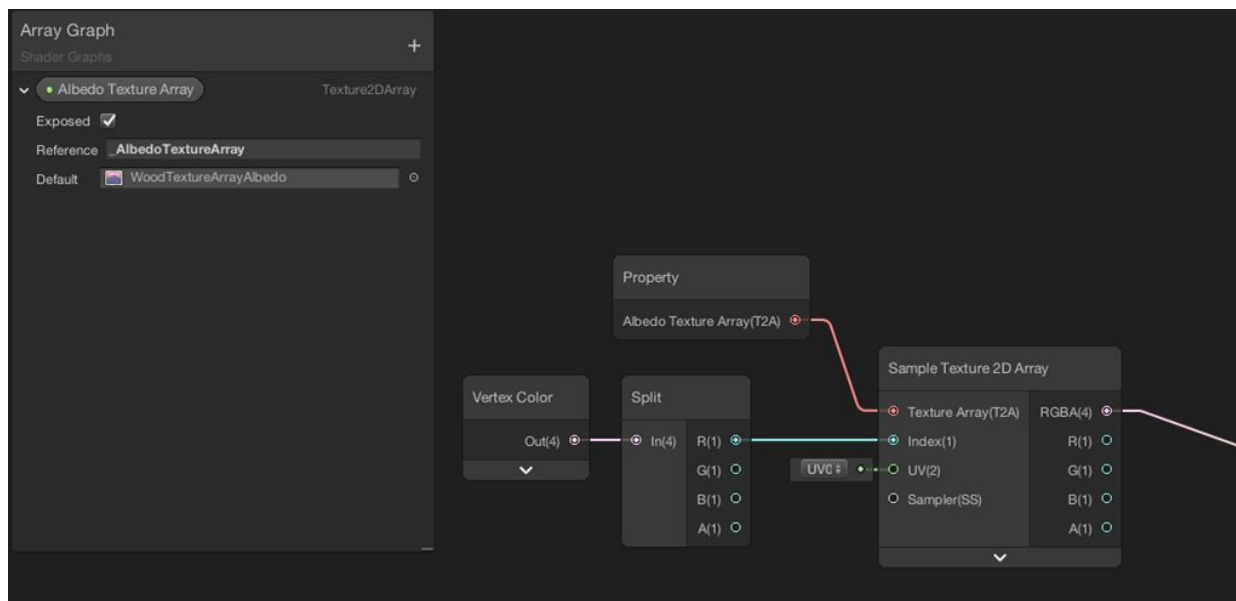 Array Graph
Shader Graphs
Albedo Texture Array Texture2DArray
Exposed
Reference _AlbedoTextureArray
Default WoodTextureArrayAlbedo
Property
Albedo Texture Array(T2A)
Vertex Color
Out(4)
Split
In(4) R(1)
G(1)
B(1)
A(1)
UV0
Sample Texture 2D Array
Texture Array(T2A) RGBA(4)
Index(1) R(1)
UV(2) G(1)
Sampler(SS) B(1)
A(1)